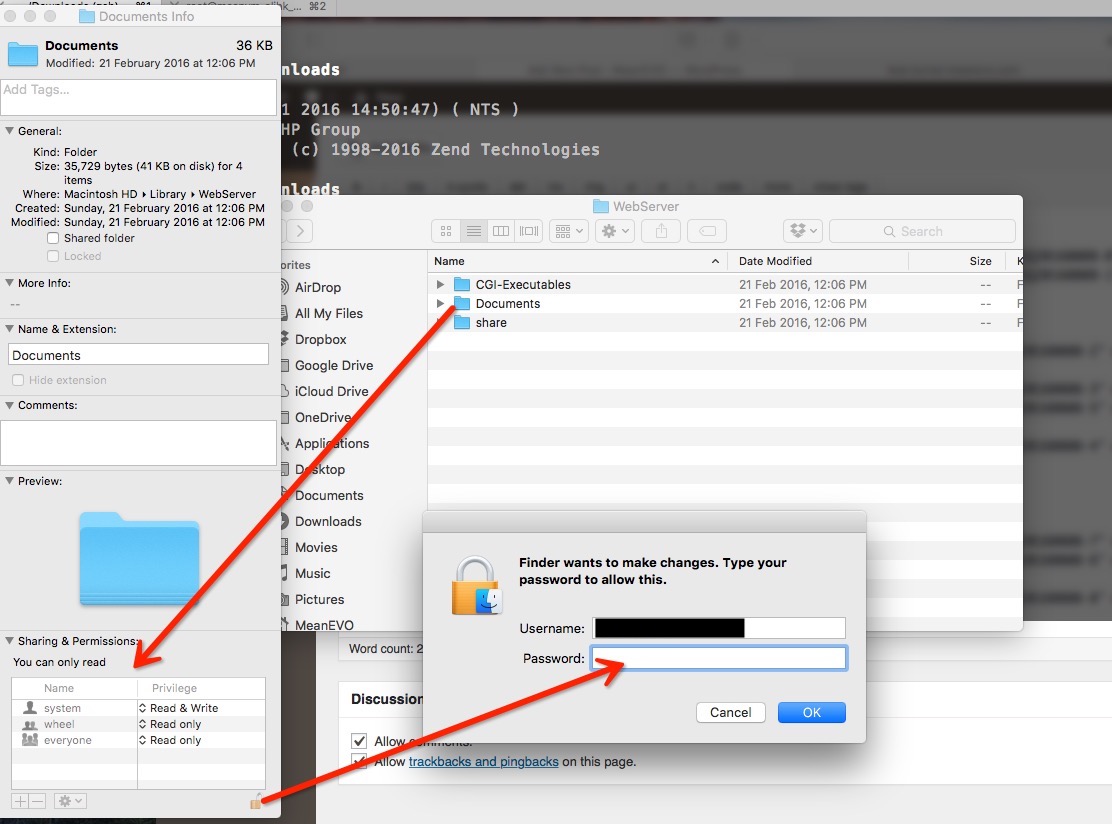 /Downloads (zsh) ⌘1
⌘2
Documents Info
Documents 36 KB
Modified: 21 February 2016 at 12:06 PM
Add Tags...
General:
Kind: Folder
Size: 35,729 bytes (41 KB on disk) for 4
items
Where: Macintosh HD ▸ Library ▸ WebServer
Created: Sunday, 21 February 2016 at 12:06 PM
Modified: Sunday, 21 February 2016 at 12:06 PM
Shared folder
Locked
More Info:
--
Name & Extension:
Documents
Hide extension
Comments:
Preview:
Sharing & Permissions:
You can only read
Name Privilege
system Read & Write
wheel Read only
everyone Read only
nloads
1 2016 14:50:47) ( NTS )
HP Group
(c) 1998-2016 Zend Technologies
nloads
WebServer
Search
orites
AirDrop
All My Files
Dropbox
Google Drive
iCloud Drive
OneDrive
Applications
Desktop
Documents
Downloads
Movies
Music
Pictures
MeanEVO
Name Date Modified Size K
CGI-Executables 21 Feb 2016, 12:06 PM -- F
Documents 21 Feb 2016, 12:06 PM -- F
share 21 Feb 2016, 12:06 PM -- F
Finder wants to make changes. Type your
password to allow this.
Username:
Password:
Cancel OK
Word count: 2
Discussion
Allow comments.
Allow trackbacks and pingbacks on this page.